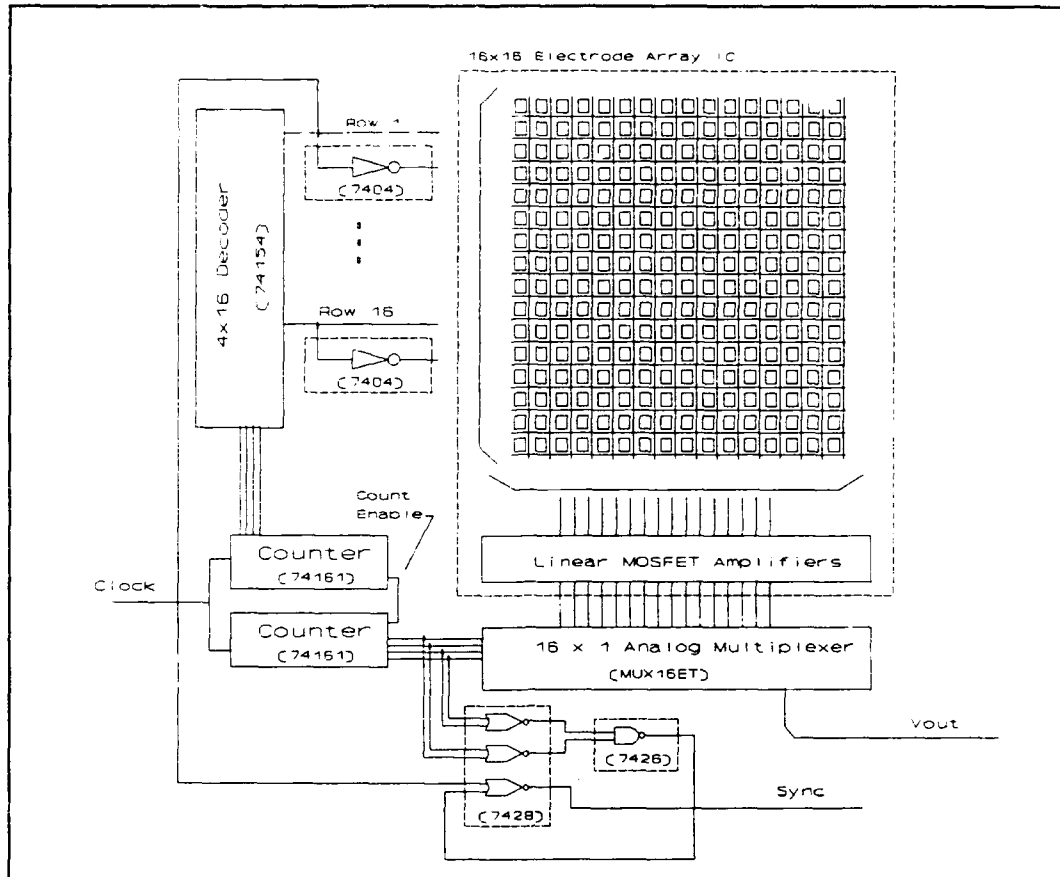 16x16 Electrode Array IC
Row 1
(7404)
4x16 Decoder
(74154)
Row 16
(7404)
Count
Enable
Counter
(74161)
Linear MOSFET Amplifiers
Clock
Counter
(74161)
16 x 1 Analog Multiplexer
(MUX16ET)
Vout
(7426)
Sync
(7428)